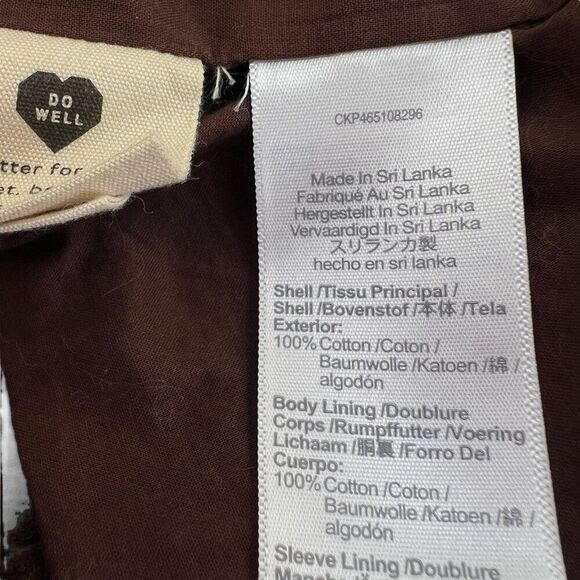 DO
WELL
tter for
CKP465108296
Made In Sri Lanka
Fabriqué Au Sri Lanka
Hergestellt In Sri Lanka
Vervaardigd In Sri Lanka
スリランカ製
hecho en sri lanka
Shell /Tissu Principal /
Shell /Bovenstof /本体 /Tela
Exterior:
100% Cotton /Coton /
Baumwolle /Katoen /綿 /
algodón
Body Lining /Doublure
Corps /Rumpffutter /Voering
Lichaam /胴裏 /Forro Del
Cuerpo:
100% Cotton /Coton /
Baumwolle /Katoen /綿 /
algodón
Sleeve Lining /Doublure